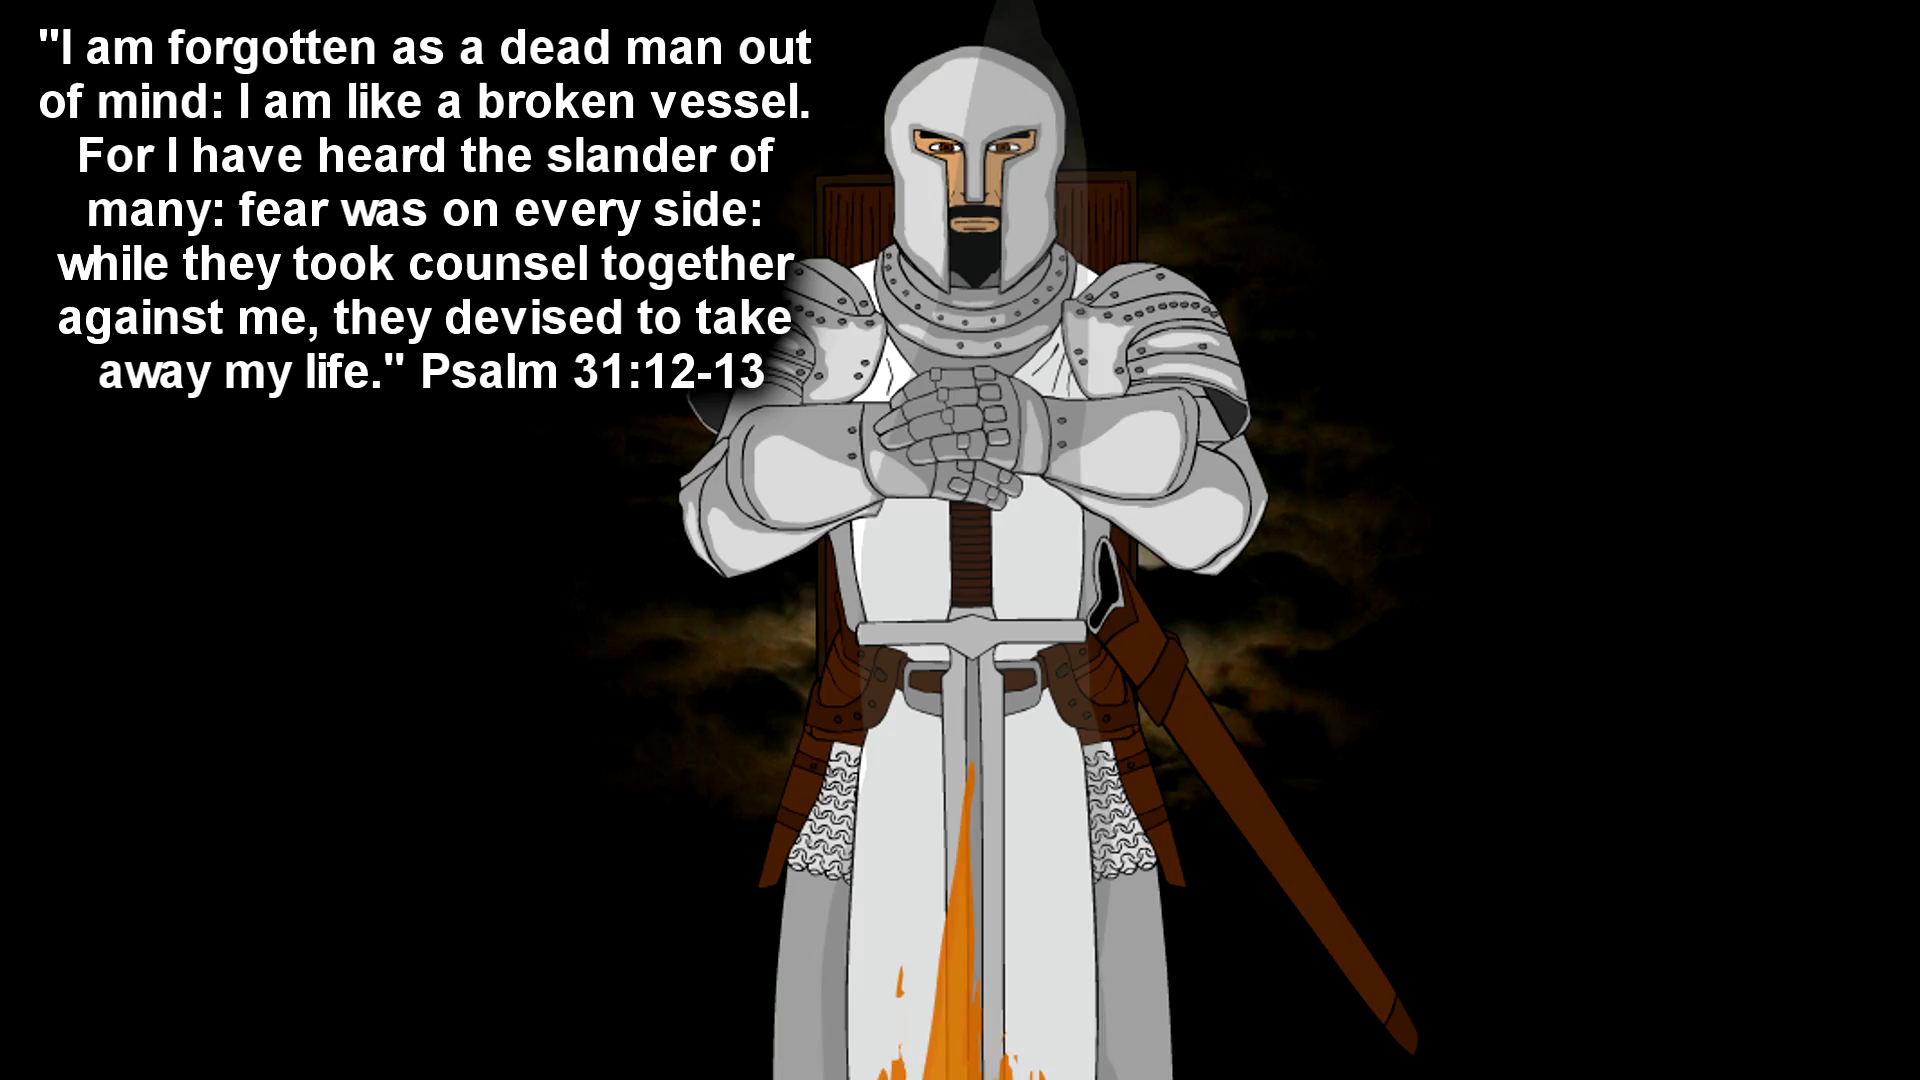 "I am forgotten as a dead man out
of mind: I am like a broken vessel.
For I have heard the slander of
many: fear was on every side:
while they took counsel together
against me, they devised to take
away my life." Psalm 31:12-13